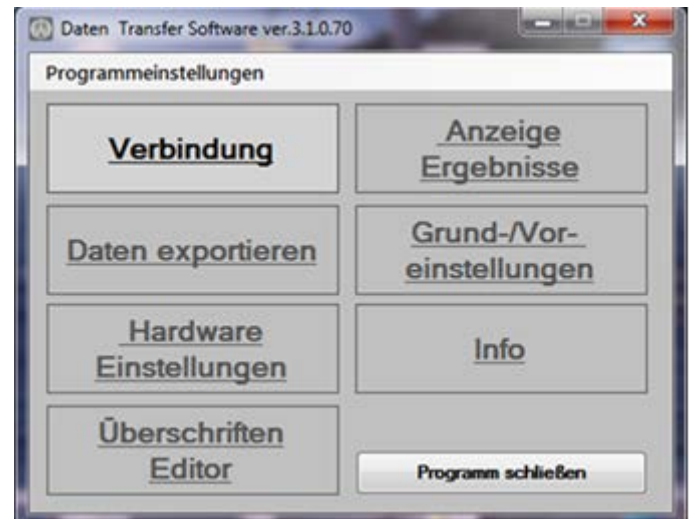 Daten Transfer Software ver.3.1.0.70
Programmeinstellungen
Verbindung
Anzeige
Ergebnisse
Daten exportieren
Grund-/Vor-
einstellungen
Hardware
Einstellungen
Info
Überschriften
Editor
Programm schließen